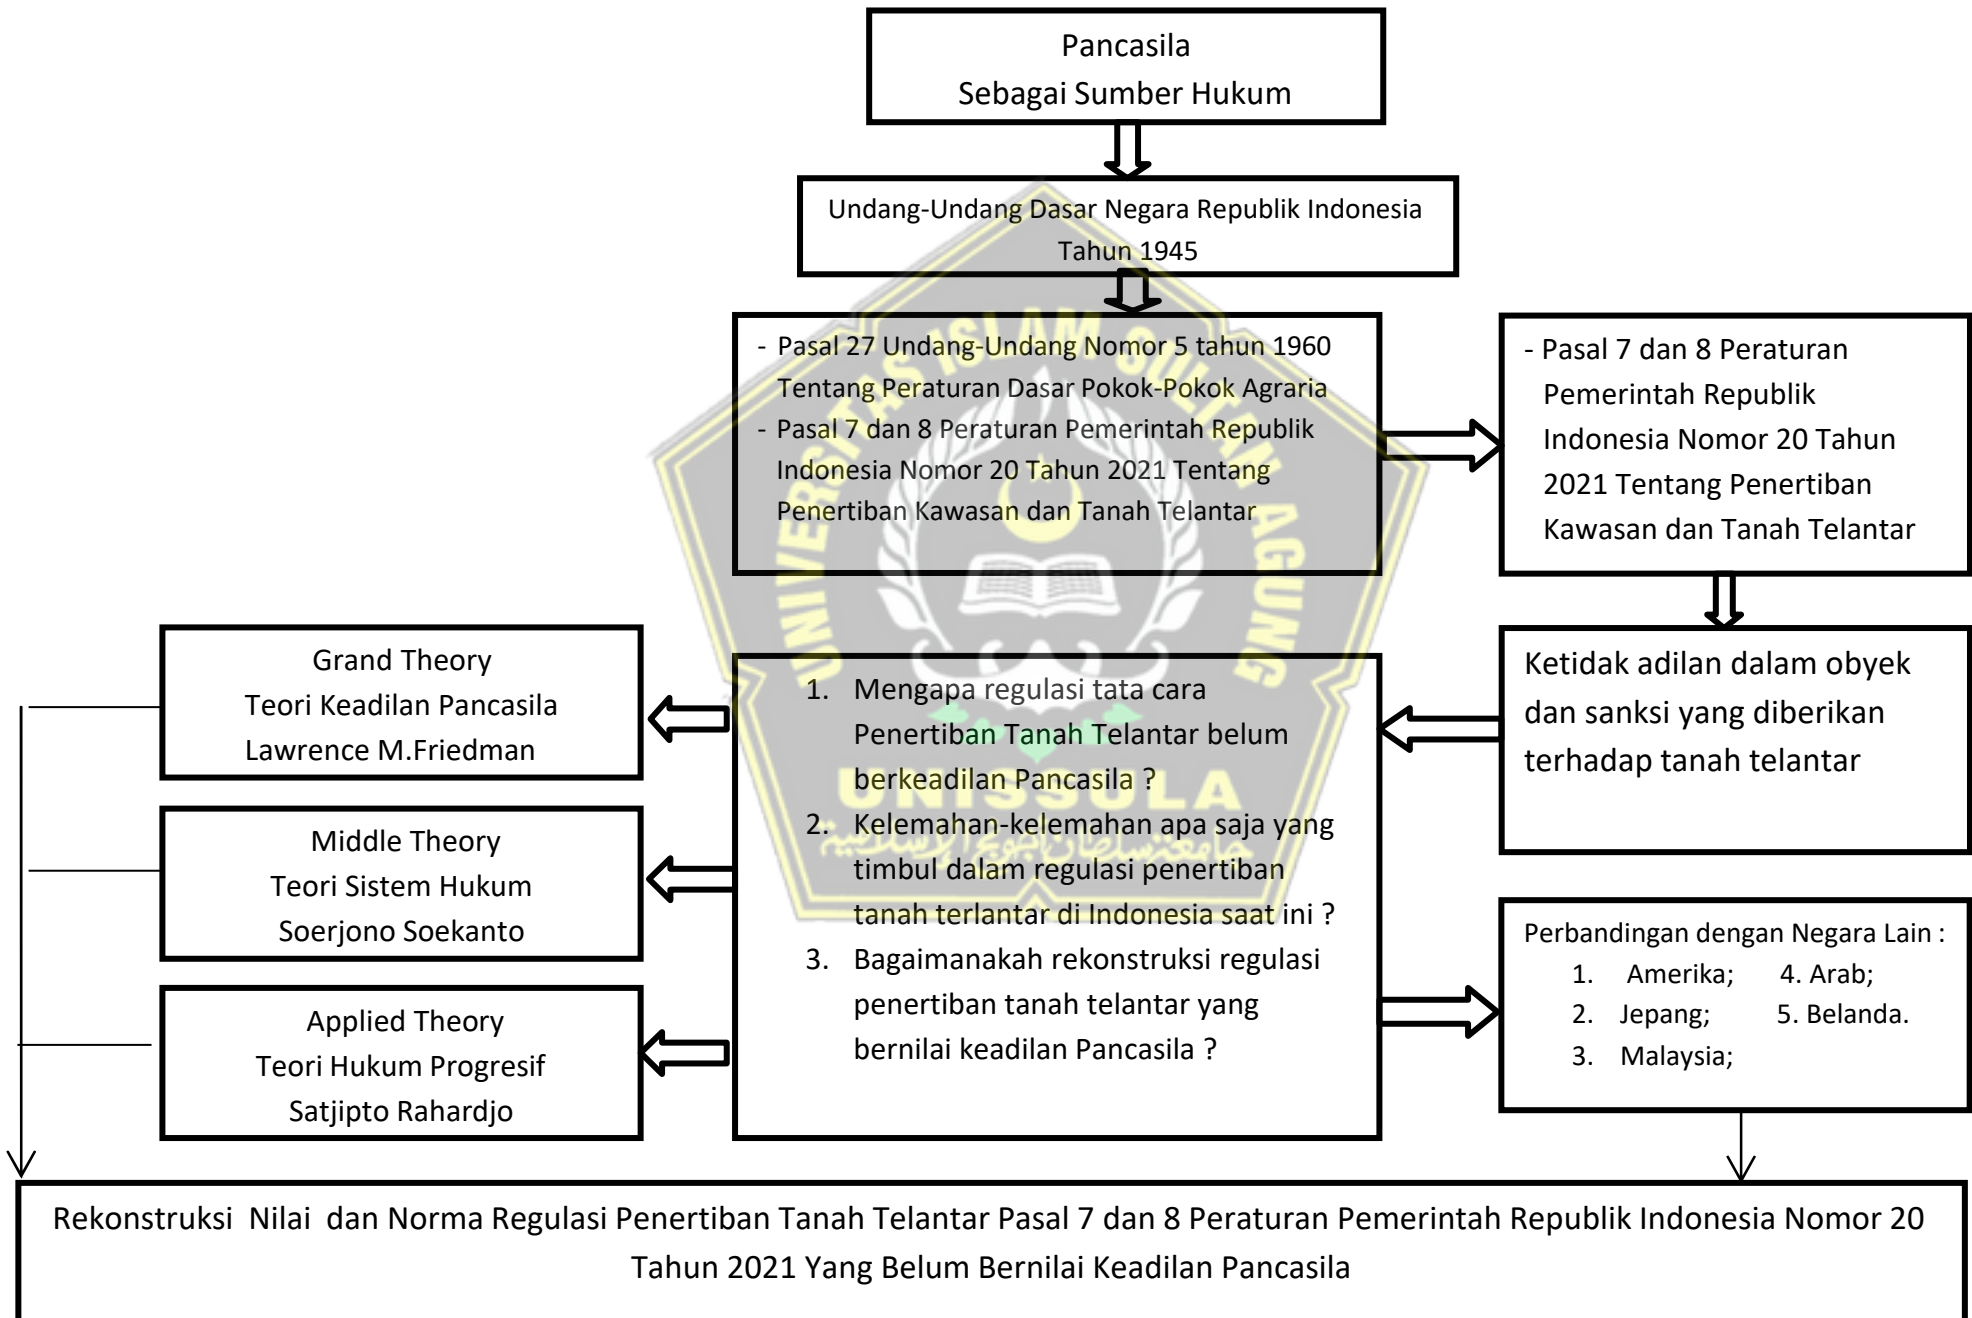 Pancasila
Sebagai Sumber Hukum
Undang-Undang Dasar Negara Republik Indonesia
Tahun 1945
- Pasal 27 Undang-Undang Nomor 5 tahun 1960
Tentang Peraturan Dasar Pokok-Pokok Agraria
- Pasal 7 dan 8 Peraturan Pemerintah Republik
Indonesia Nomor 20 Tahun 2021 Tentang
Penertiban Kawasan dan Tanah Telantar
- Pasal 7 dan 8 Peraturan
Pemerintah Republik
Indonesia Nomor 20 Tahun
2021 Tentang Penertiban
Kawasan dan Tanah Telantar
Grand Theory
Teori Keadilan Pancasila
Lawrence M.Friedman
Middle Theory
Teori Sistem Hukum
Soerjono Soekanto
Applied Theory
Teori Hukum Progresif
Satjipto Rahardjo
1. Mengapa regulasi tata cara
Penertiban Tanah Telantar belum
berkeadilan Pancasila ?
2. Kelemahan-kelemahan apa saja yang
timbul dalam regulasi penertiban
tanah terlantar di Indonesia saat ini ?
3. Bagaimanakah rekonstruksi regulasi
penertiban tanah telantar yang
bernilai keadilan Pancasila ?
Ketidak adilan dalam obyek
dan sanksi yang diberikan
terhadap tanah telantar
Perbandingan dengan Negara Lain :
1. Amerika; 4. Arab;
2. Jepang; 5. Belanda.
3. Malaysia;
Rekonstruksi Nilai dan Norma Regulasi Penertiban Tanah Telantar Pasal 7 dan 8 Peraturan Pemerintah Republik Indonesia Nomor 20
Tahun 2021 Yang Belum Bernilai Keadilan Pancasila
UNIVERSITAS ISLAM SULTAN AGUNG
UNISSULA
جامعة سلطان أجونج الإسلامية